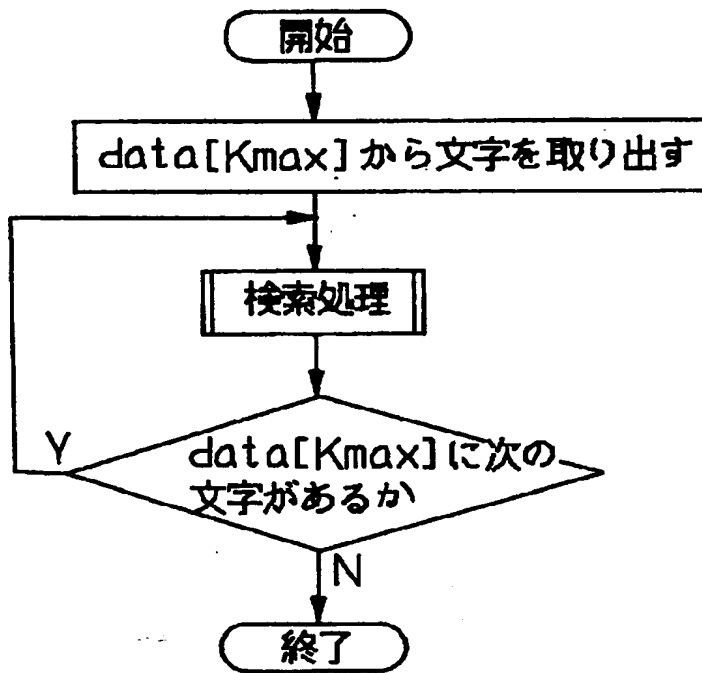 開始
data[Kmax]から文字を取り出す
検索処理
data[Kmax]に次の
文字があるか
Y
N
終了